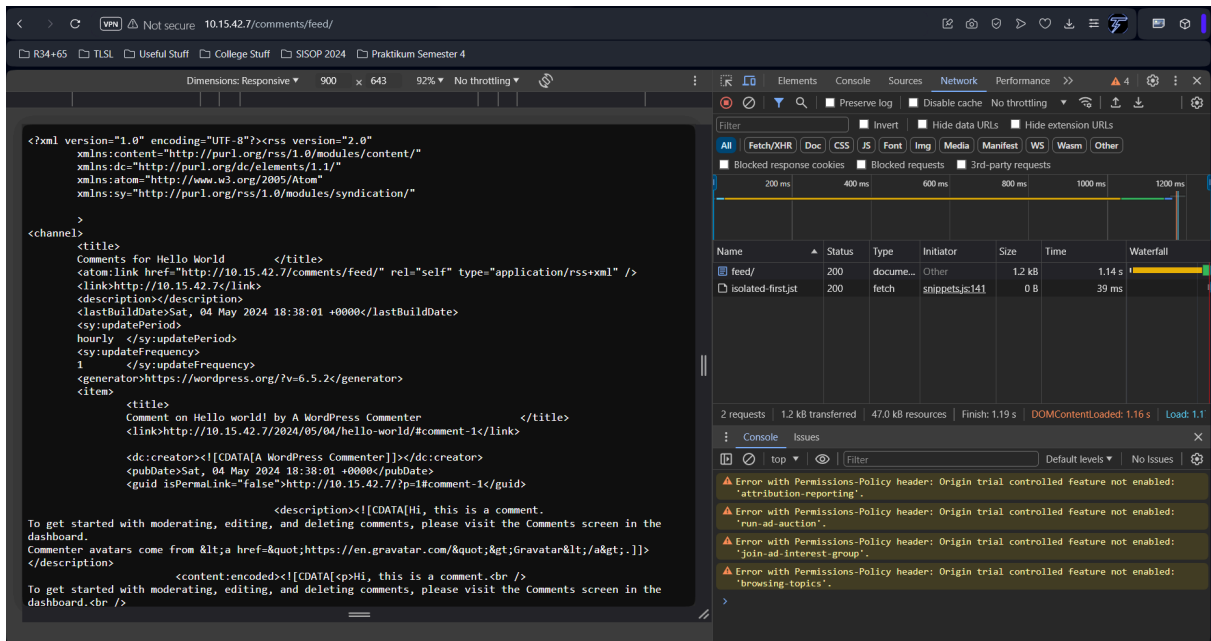 VPN Not secure 10.15.42.7/comments/feed/
R34+65 TLSL Useful Stuff College Stuff SISOP 2024 Praktikum Semester 4
Dimensions: Responsive ▼ 900 × 643 92% ▼ No throttling ▼
<?xml version="1.0" encoding="UTF-8"?><rss version="2.0"
xmlns:content="http://purl.org/rss/1.0/modules/content/"
xmlns:dc="http://purl.org/dc/elements/1.1/"
xmlns:atom="http://www.w3.org/2005/Atom"
xmlns:sy="http://purl.org/rss/1.0/modules/syndication/"
>
<channel>
<title>
Comments for Hello World </title>
<atom:link href="http://10.15.42.7/comments/feed/" rel="self" type="application/rss+xml" />
<link>http://10.15.42.7</link>
<description></description>
<lastBuildDate>Sat, 04 May 2024 18:38:01 +0000</lastBuildDate>
<sy:updatePeriod>
hourly </sy:updatePeriod>
<sy:updateFrequency>
1 </sy:updateFrequency>
<generator>https://wordpress.org/?v=6.5.2</generator>
<item>
<title>
Comment on Hello world! by A WordPress Commenter </title>
<link>http://10.15.42.7/2024/05/04/hello-world/#comment-1</link>
<dc:creator><![CDATA[A WordPress Commenter]]></dc:creator>
<pubDate>Sat, 04 May 2024 18:38:01 +0000</pubDate>
<guid isPermaLink="false">http://10.15.42.7/?p=1#comment-1</guid>
<description><![CDATA[Hi, this is a comment.
To get started with moderating, editing, and deleting comments, please visit the Comments screen in the
dashboard.
Commenter avatars come from &lt;a href=&quot;https://en.gravatar.com/&quot;&gt;Gravatar&lt;/a&gt;.]]>
</description>
<content:encoded><![CDATA[<p>Hi, this is a comment.<br />
To get started with moderating, editing, and deleting comments, please visit the Comments screen in the
dashboard.<br />
Elements Console Sources Network Performance >> 4
Preserve log Disable cache No throttling ▼
Filter Invert Hide data URLs Hide extension URLs
All Fetch/XHR Doc CSS JS Font Img Media Manifest WS Wasm Other
Blocked response cookies Blocked requests 3rd-party requests
200 ms 400 ms 600 ms 800 ms 1000 ms 1200 ms
Name Status Type Initiator Size Time Waterfall
feed/ 200 docume... Other 1.2 kB 1.14 s
isolated-first.jst 200 fetch snippets.js:141 0 B 39 ms
2 requests 1.2 kB transferred 47.0 kB resources Finish: 1.19 s DOMContentLoaded: 1.16 s Load: 1.1
Console Issues
top ▼ Filter Default levels ▼ No Issues
Error with Permissions-Policy header: Origin trial controlled feature not enabled:
'attribution-reporting'.
Error with Permissions-Policy header: Origin trial controlled feature not enabled:
'run-ad-auction'.
Error with Permissions-Policy header: Origin trial controlled feature not enabled:
'join-ad-interest-group'.
Error with Permissions-Policy header: Origin trial controlled feature not enabled:
'browsing-topics'.